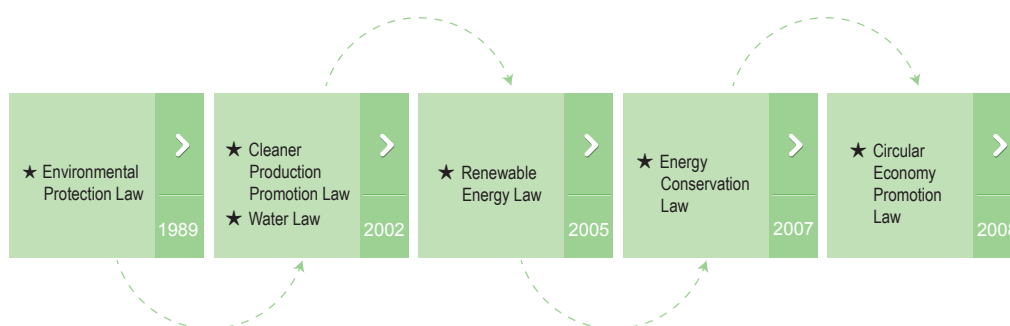 ★ Environmental
Protection Law
1989
★ Cleaner
Production
Promotion Law
★ Water Law
2002
★ Renewable
Energy Law
2005
★ Energy
Conservation
Law
2007
★ Circular
Economy
Promotion
Law
2008